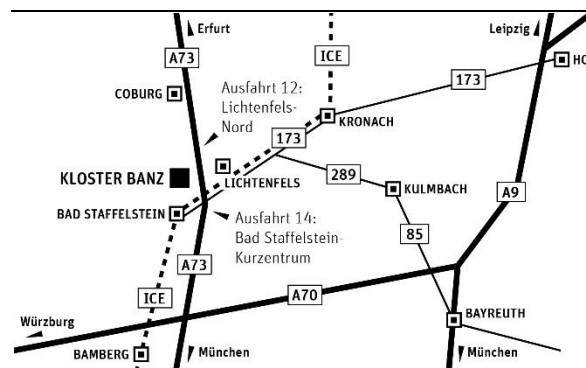 Erfurt
Leipzig
A73
ICE
HO
Ausfahrt 12:
Lichtenfels-
Nord
173
COBURG
KRONACH
173
KLOSTER BANZ
LICHTENFELS
289
KULMBACH
A9
BAD STAFFELSTEIN
Ausfahrt 14:
Bad Staffelstein-
Kurzentrum
85
A73
ICE
A70
Würzburg
BAYREUTH
BAMBERG
München
München